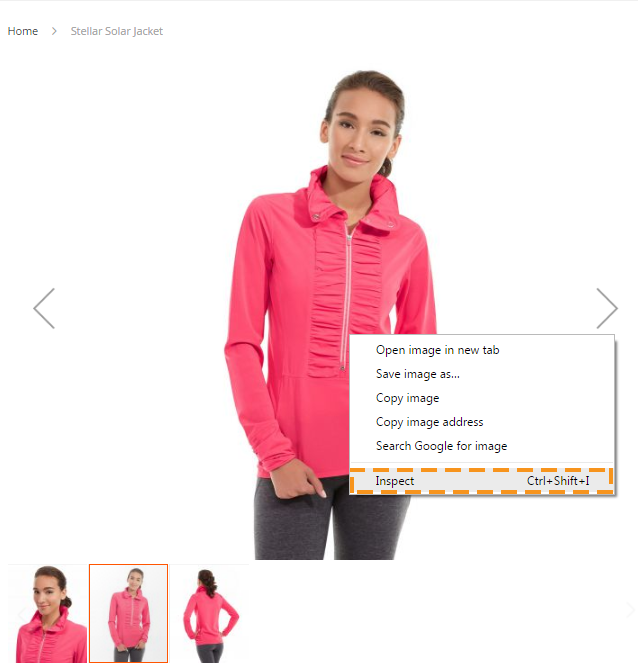 Home > Stellar Solar Jacket
Open image in new tab
Save image as...
Copy image
Copy image address
Search Google for image
Inspect Ctrl+Shift+I